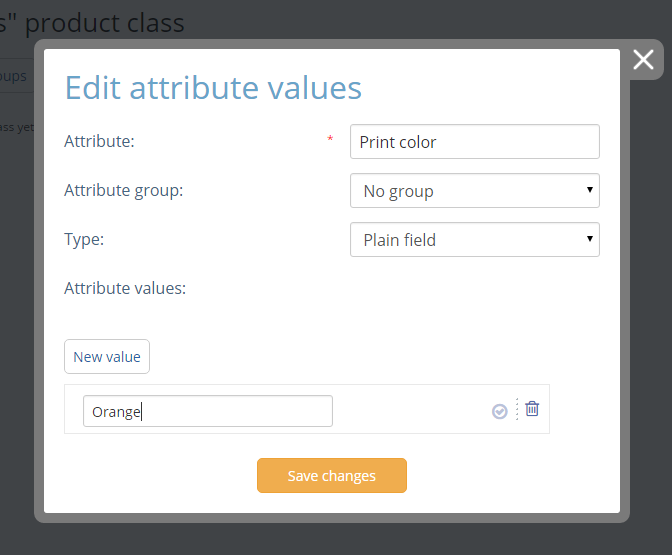 s" product class
oups
ass yet
Edit attribute values
Attribute: * Print color
Attribute group: No group
Type: Plain field
Attribute values:
New value
Orange
Save changes